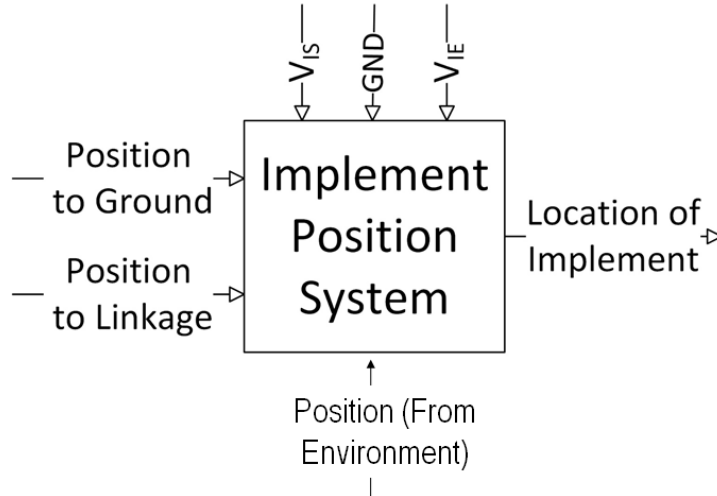 V_IS
GND
V_IE
Position
to Ground
Position
to Linkage
Implement
Position
System
Location of
Implement
Position (From
Environment)